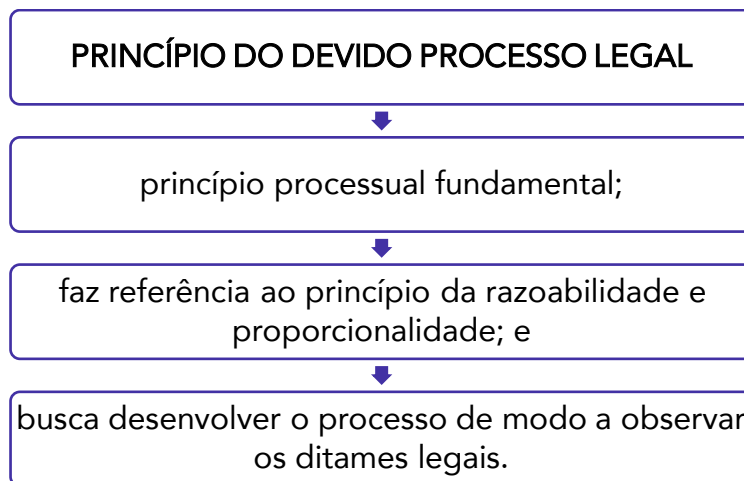 PRINCÍPIO DO DEVIDO PROCESSO LEGAL
princípio processual fundamental;
faz referência ao princípio da razoabilidade e
proporcionalidade; e
busca desenvolver o processo de modo a observar
os ditames legais.